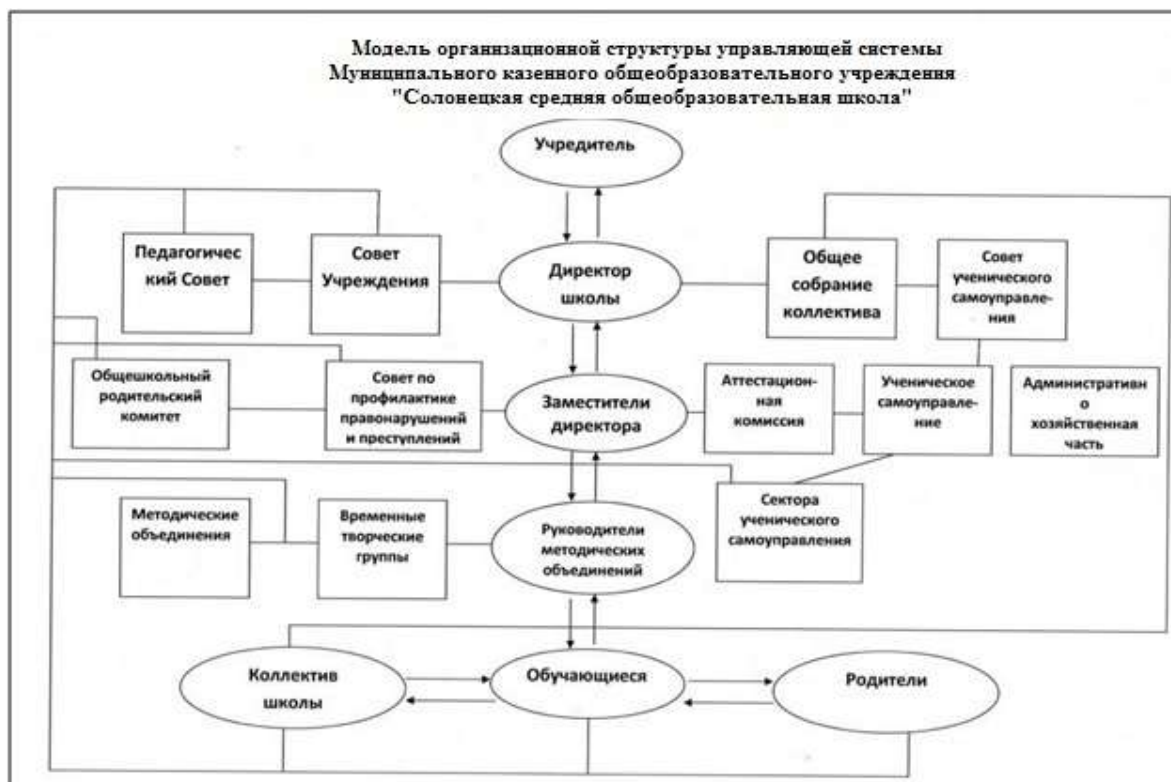 Модель организационной структуры управляющей системы
Муниципального казенного общеобразовательного учреждения
"Солонецкая средняя общеобразовательная школа"
Учредитель
Педагогичес
кий Совет
Совет
Учреждения
Директор
школы
Общее
собрание
коллектива
Совет
ученического
самоуправле-
ния
Общешкольный
родительский
комитет
Совет по
профилактике
правонарушений
и преступлений
Заместители
директора
Аттестацион-
ная
комиссия
Ученическое
самоуправле-
ние
Административн
о
хозяйственная
часть
Методические
объединения
Временные
творческие
группы
Руководители
методических
объединений
Сектора
ученического
самоуправления
Коллектив
школы
Обучающиеся
Родители